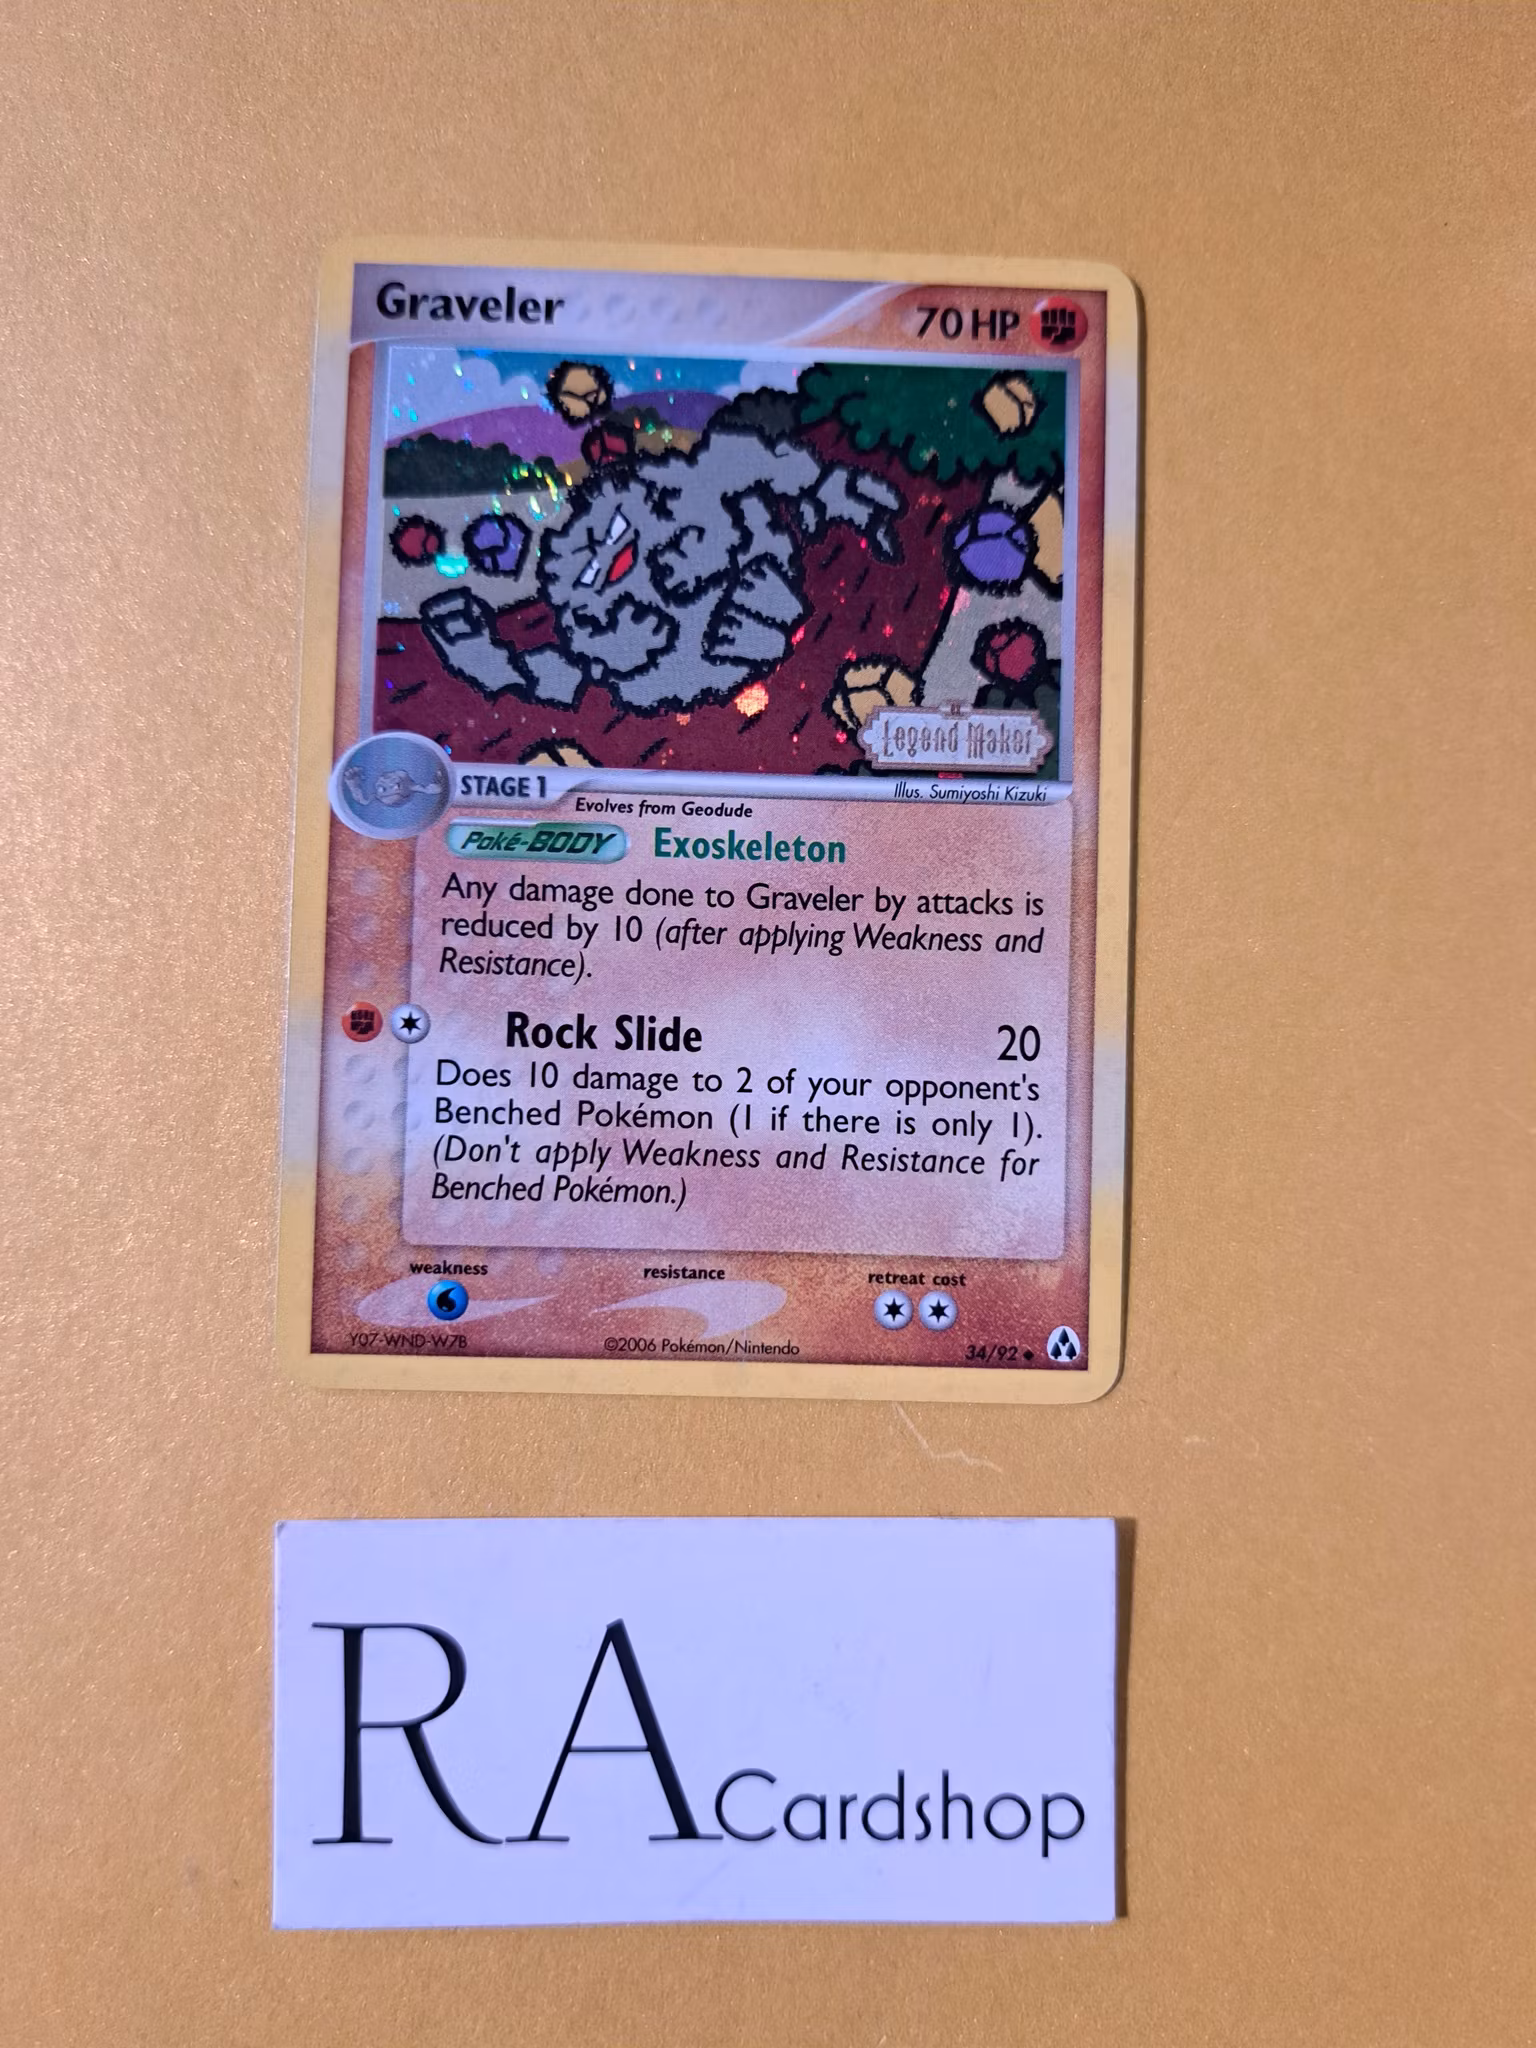 Graveler
70 HP
ex
Legend Maker
STAGE 1
Illus. Sumiyoshi Kizuki
Evolves from Geodude
Poké-BODY Exoskeleton
Any damage done to Graveler by attacks is
reduced by 10 (after applying Weakness and
Resistance).
Rock Slide 20
Does 10 damage to 2 of your opponent's
Benched Pokémon (1 if there is only 1).
(Don't apply Weakness and Resistance for
Benched Pokémon.)
weakness resistance retreat cost
Y07-WND-W7B ©2006 Pokémon/Nintendo 34/92
RA Cardshop